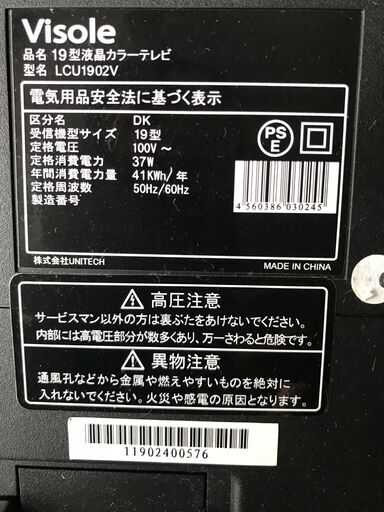 Visole
品名 19型液晶カラーテレビ
型名 LCU1902V
電気用品安全法に基づく表示
区分名 DK
受信機型サイズ 19型
定格電圧 100V～
定格消費電力 37W
年間消費電力量 41KWh/年
定格周波数 50Hz/60Hz
製造番号
PS
E
4 560386 030245
株式会社UNITECH
MADE IN CHINA
高圧注意
サービスマン以外の方は裏ぶたをあけないでください。
内部には高電圧部分が数多くあり、万一さわると危険です。
異物注意
通風孔などから金属や燃えやすいものを絶対に
入れないでください。火災や感電の原因となります。
11902400576